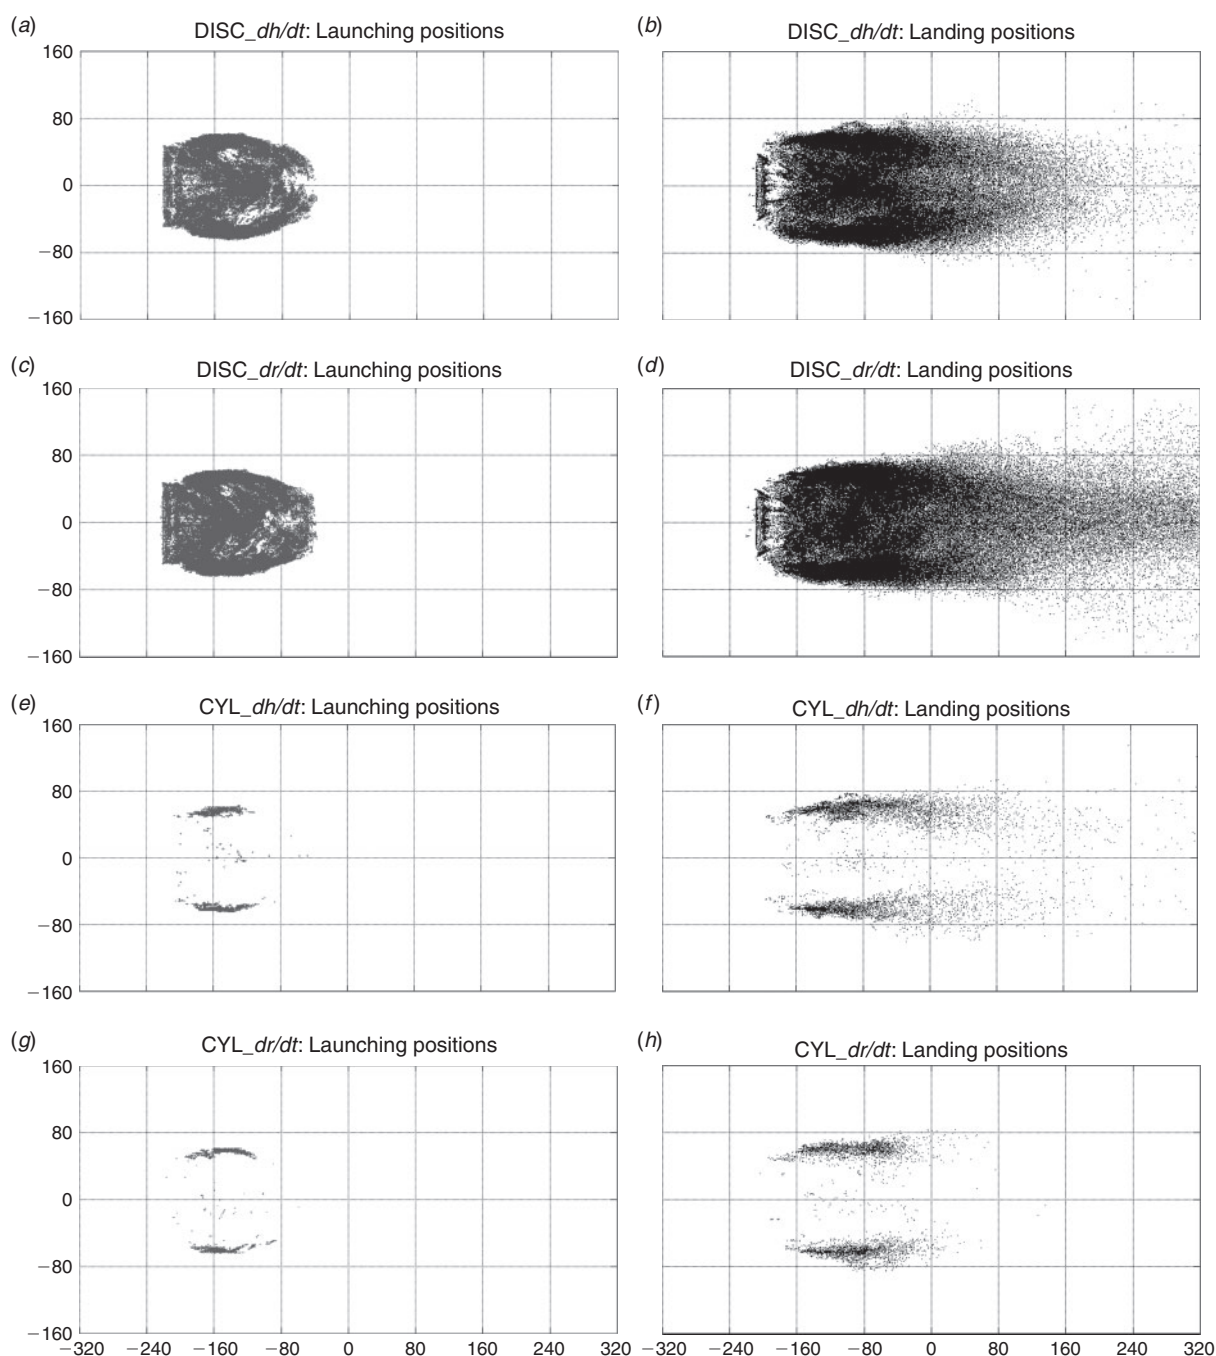 (a) DISC_dh/dt: Launching positions
160
80
0
−80
−160
(b) DISC_dh/dt: Landing positions
(c) DISC_dr/dt: Launching positions
160
80
0
−80
−160
(d) DISC_dr/dt: Landing positions
(e) CYL_dh/dt: Launching positions
160
80
0
−80
−160
(f) CYL_dh/dt: Landing positions
(g) CYL_dr/dt: Launching positions
160
80
0
−80
−160
−320 −240 −160 −80 0 80 160 240 320
(h) CYL_dr/dt: Landing positions
−320 −240 −160 −80 0 80 160 240 320